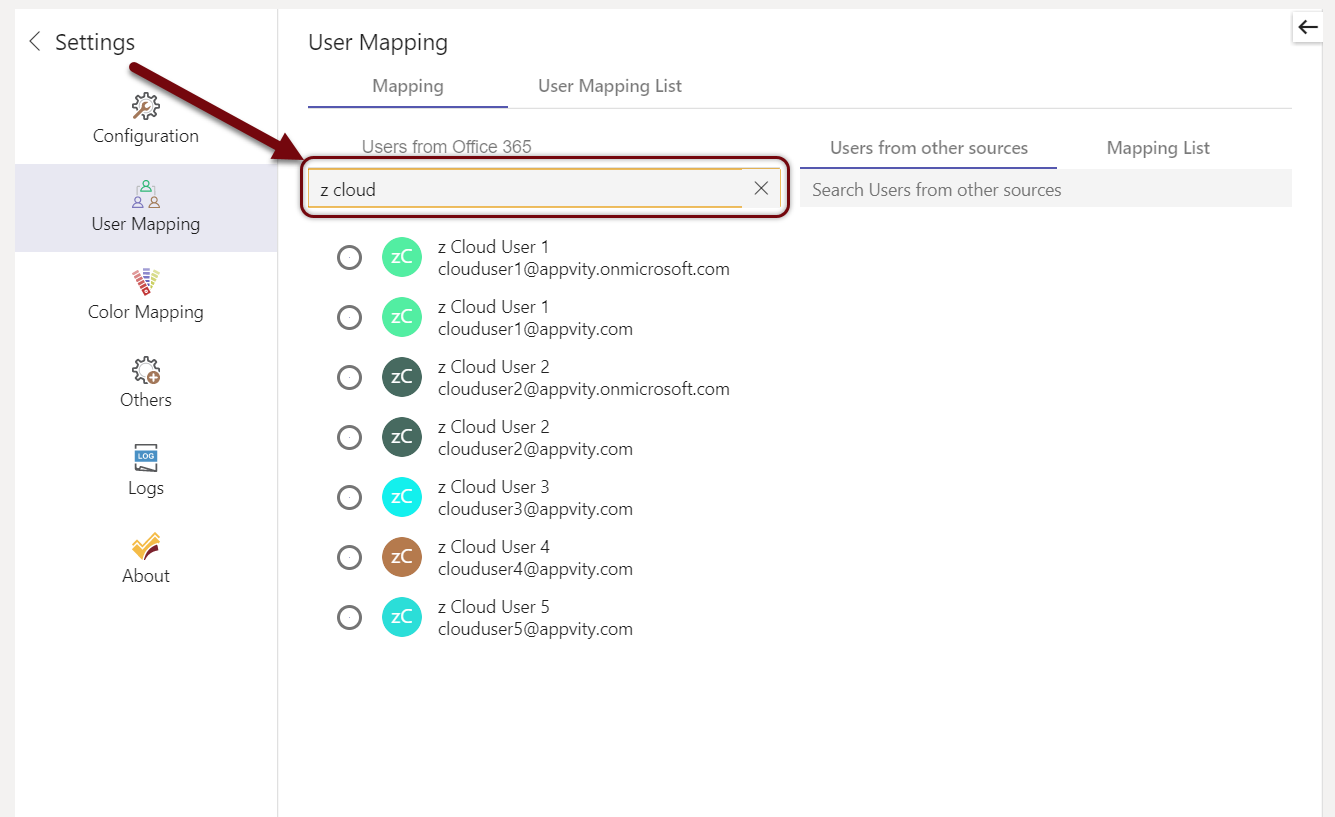 Settings
Configuration
User Mapping
Color Mapping
Others
LOG
Logs
About
User Mapping
Mapping
User Mapping List
Users from Office 365
z cloud
zC
z Cloud User 1
clouduser1@appvity.onmicrosoft.com
zC
z Cloud User 1
clouduser1@appvity.com
zC
z Cloud User 2
clouduser2@appvity.onmicrosoft.com
zC
z Cloud User 2
clouduser2@appvity.com
zC
z Cloud User 3
clouduser3@appvity.com
zC
z Cloud User 4
clouduser4@appvity.com
zC
z Cloud User 5
clouduser5@appvity.com
Users from other sources
Mapping List
Search Users from other sources